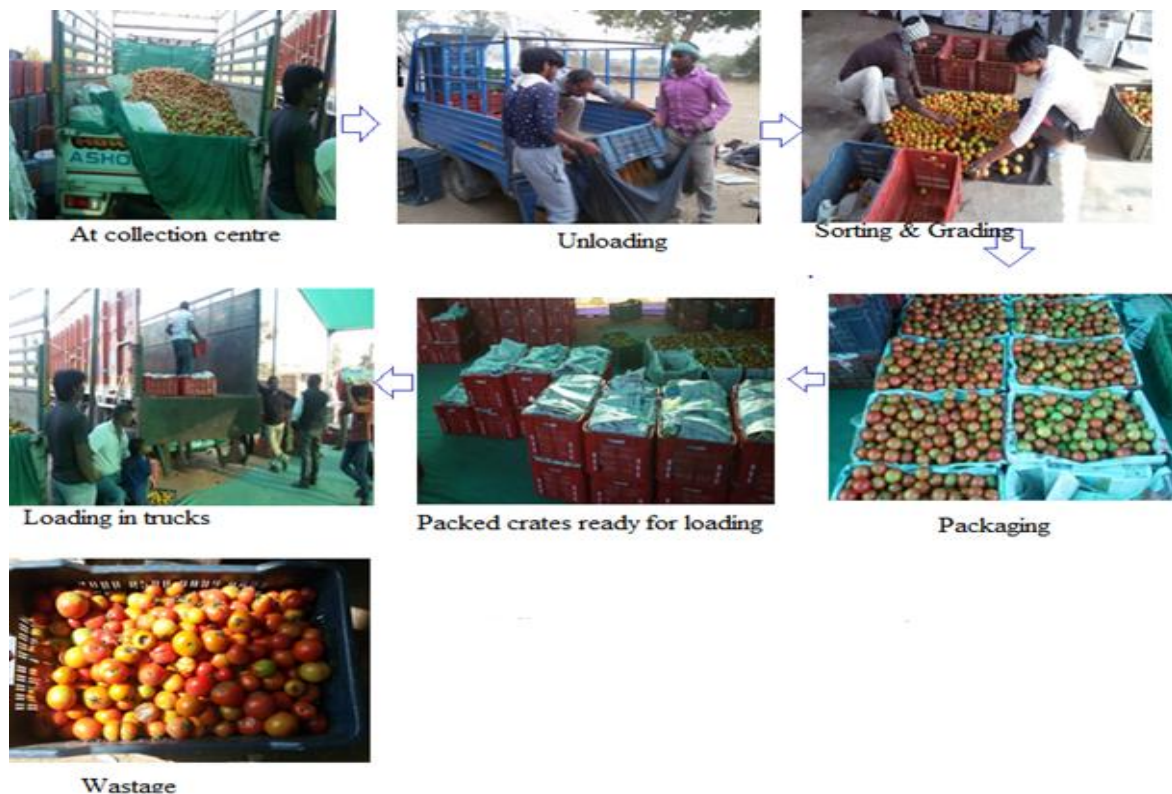 ASHO
At collection centre
Unloading
Sorting & Grading
Loading in trucks
Packed crates ready for loading
Packaging
Wastage